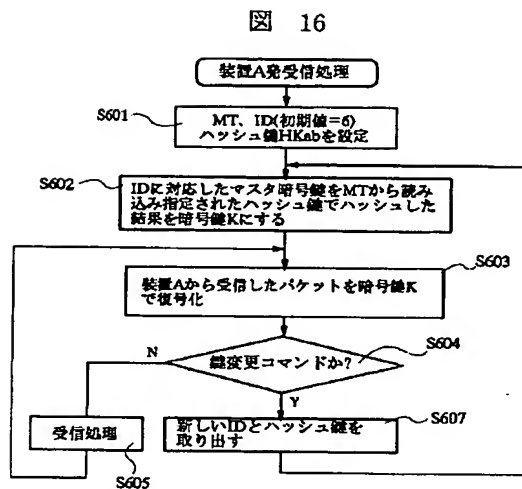 図 16
装置A発受信処理
S601
MT、ID(初期値=6)
ハッシュ鍵HKabを設定
S602
IDに対応したマスタ暗号鍵をMTから読み
込み指定されたハッシュ鍵でハッシュした
結果を暗号鍵Kにする
S603
装置Aから受信したパケットを暗号鍵K
で復号化
S604
鍵変更コマンドか?
N
Y
S607
新しいIDとハッシュ鍵を
取り出す
受信処理
S605